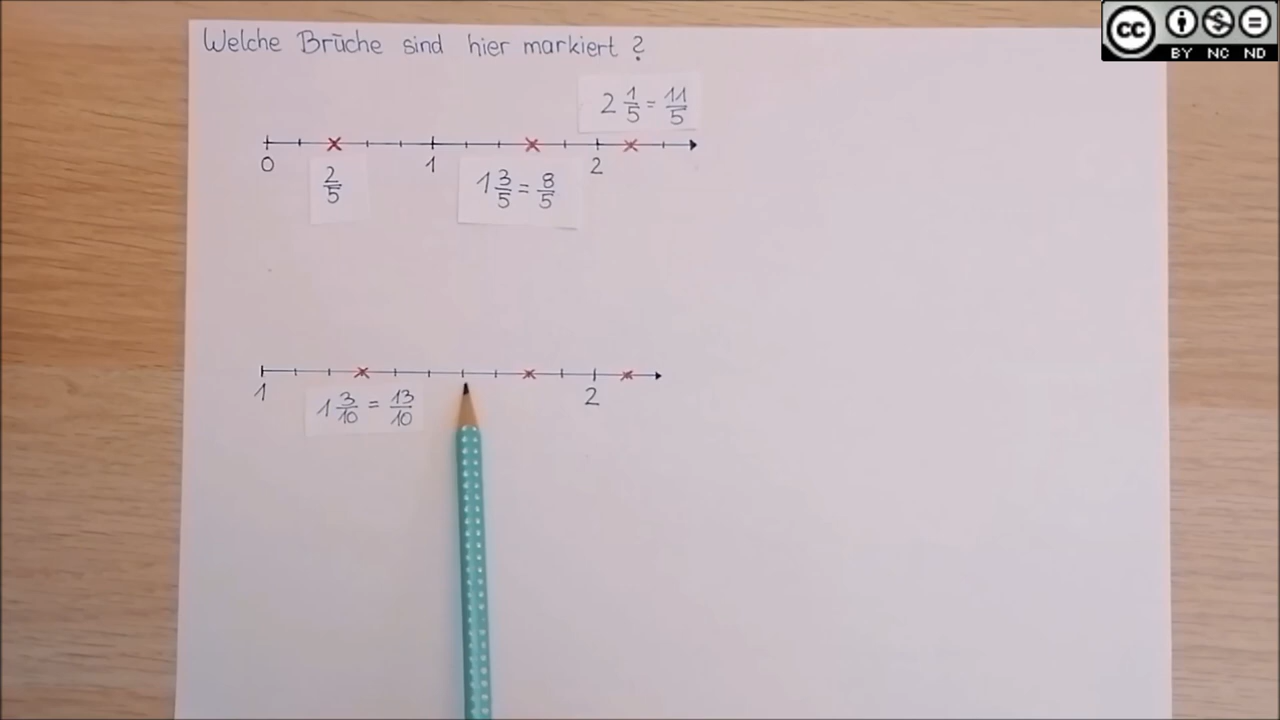 Welche Brüche sind hier markiert ?
2 1/5 = 11/5
0 1 2
2/5
1 3/5 = 8/5
1 2
1 3/10 = 13/10
CC BY NC ND